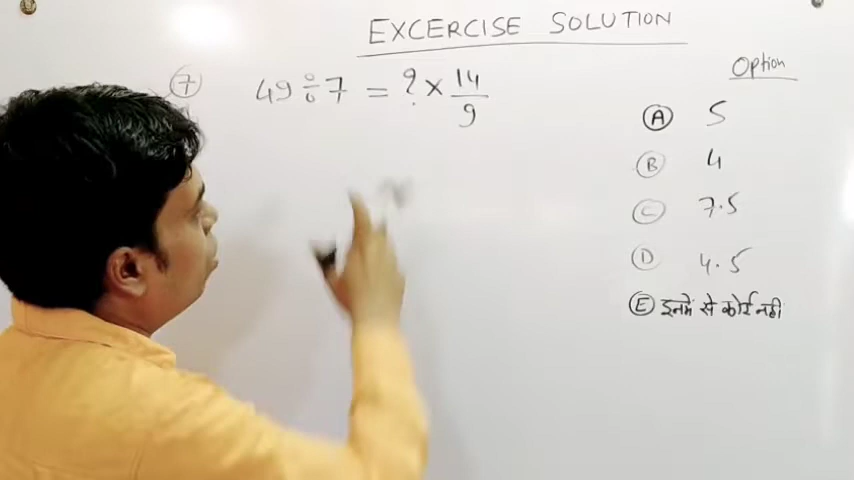 EXCERCISE SOLUTION
Option
7 49 ÷ 7 = ? × 14/9
A 5
B 4
C 7.5
D 4.5
E इनमें से कोई नही